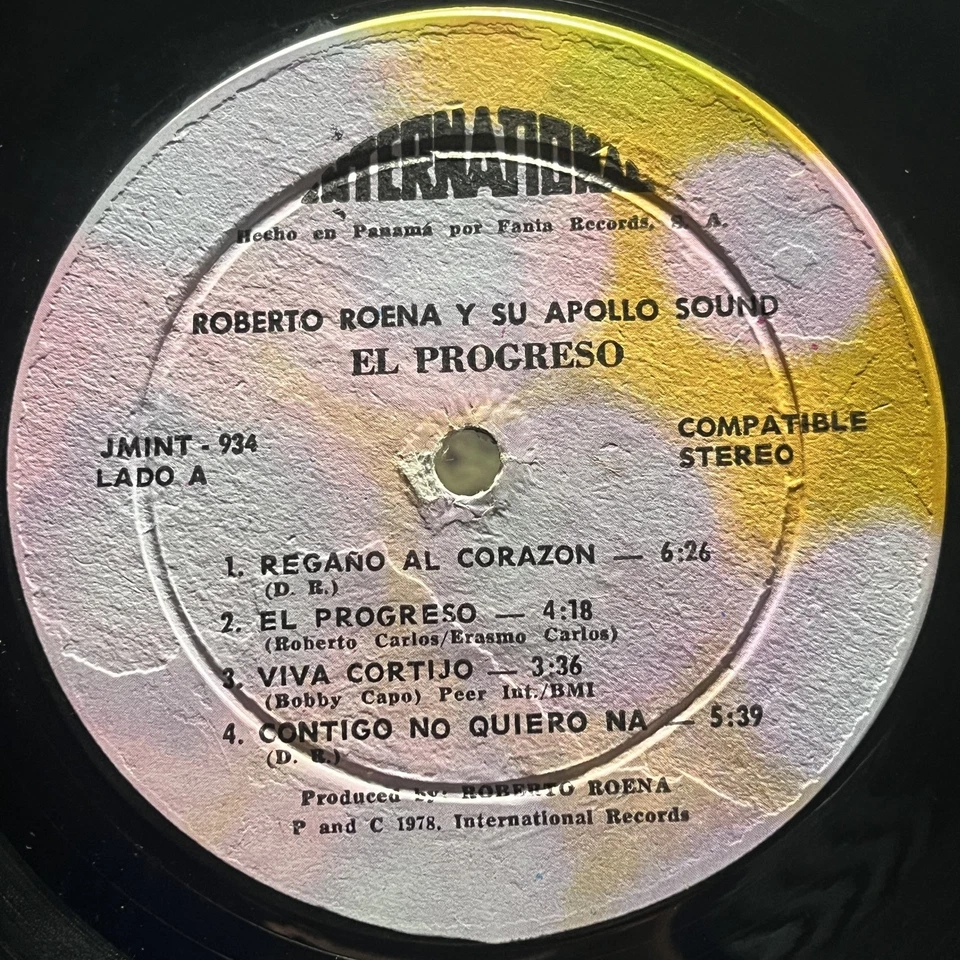 INTERNATIONAL
Hecho en Panamá por Fania Records, S. A.
ROBERTO ROENA Y SU APOLLO SOUND
EL PROGRESO
JMINT - 934
LADO A
COMPATIBLE
STEREO
1. REGAÑO AL CORAZON — 6:26
(D. R.)
2. EL PROGRESO — 4:18
(Roberto Carlos/Erasmo Carlos)
3. VIVA CORTIJO — 3:36
(Bobby Capo) Peer Int./BMI
4. CONTIGO NO QUIERO NA — 5:39
(D. R.)
Produced by: ROBERTO ROENA
P and C 1978, International Records